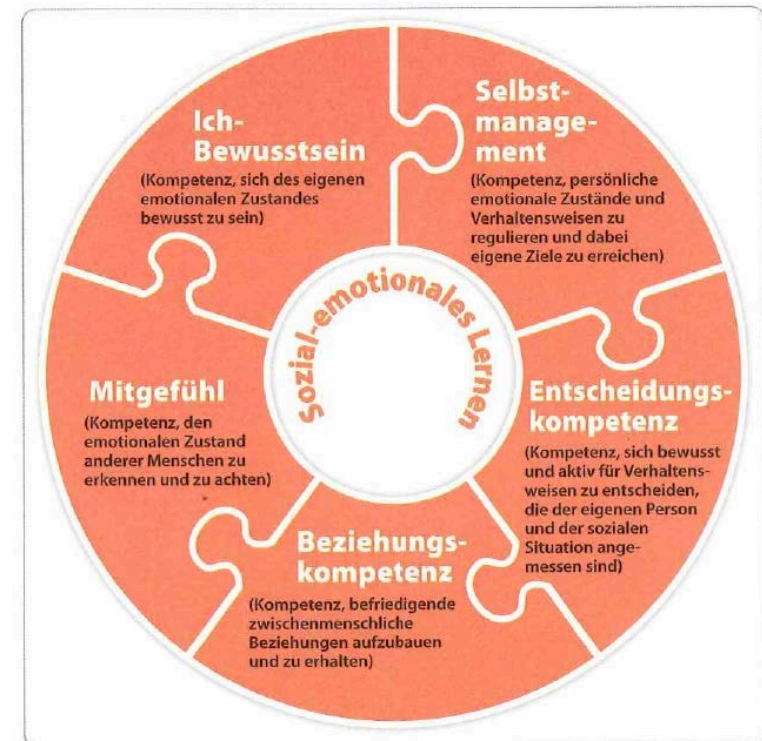 Ich-
Bewusstsein
(Kompetenz, sich des eigenen
emotionalen Zustandes
bewusst zu sein)
Selbst-
manage-
ment
(Kompetenz, persönliche
emotionale Zustände und
Verhaltensweisen zu
regulieren und dabei
eigene Ziele zu erreichen)
Sozial-emotionales Lernen
Mitgefühl
(Kompetenz, den
emotionalen Zustand
anderer Menschen zu
erkennen und zu achten)
Entscheidungs-
kompetenz
(Kompetenz, sich bewusst
und aktiv für Verhaltens-
weisen zu entscheiden,
die der eigenen Person
und der sozialen
Situation ange-
messen sind)
Beziehungs-
kompetenz
(Kompetenz, befriedigende
zwischenmenschliche
Beziehungen aufzubauen
und zu erhalten)